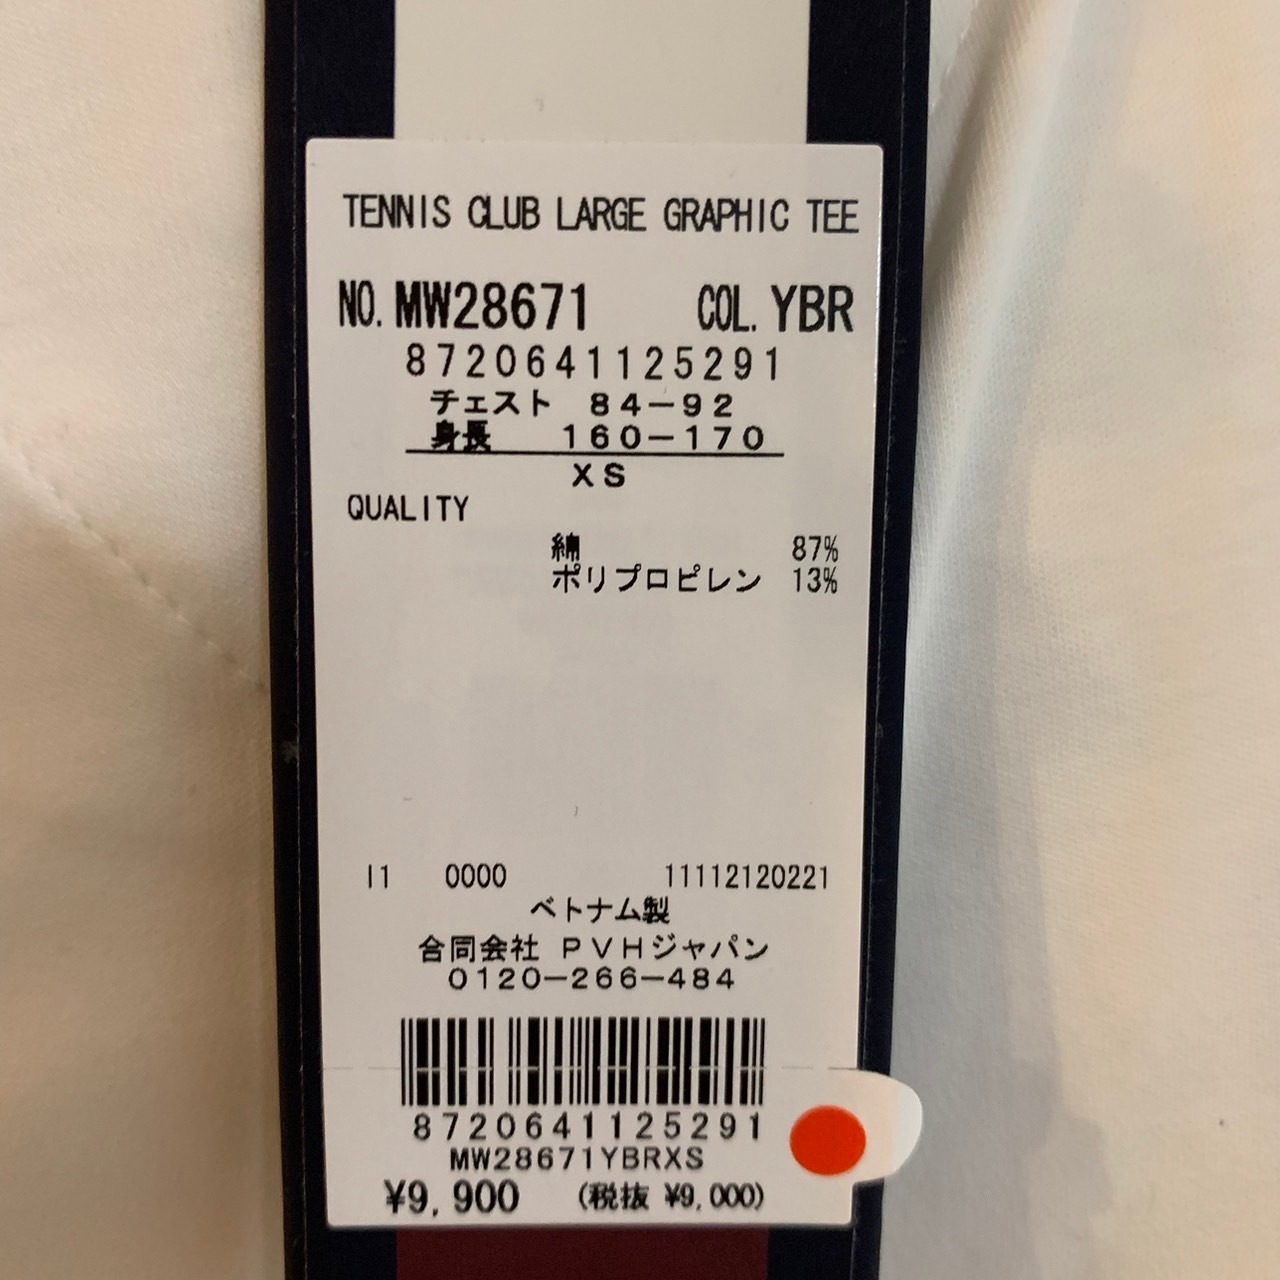 TENNIS CLUB LARGE GRAPHIC TEE
NO. MW28671 COL. YBR
8720641125291
チェスト 84-92
身長 160-170
XS
QUALITY
綿 87%
ポリプロピレン 13%
11 0000 11112120221
ベトナム製
合同会社 PVHジャパン
0120-266-484
8720641125291
MW28671YBRXS
¥9,900 (税抜 ¥9,000)